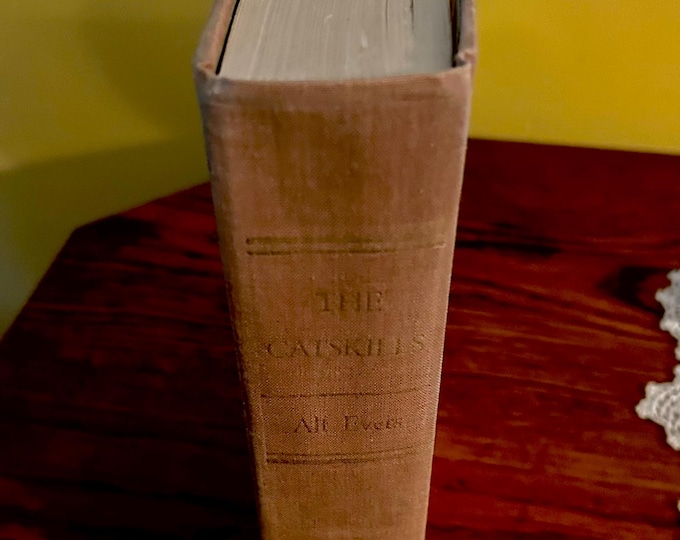 THE
CATSKILLS
Alf Evers